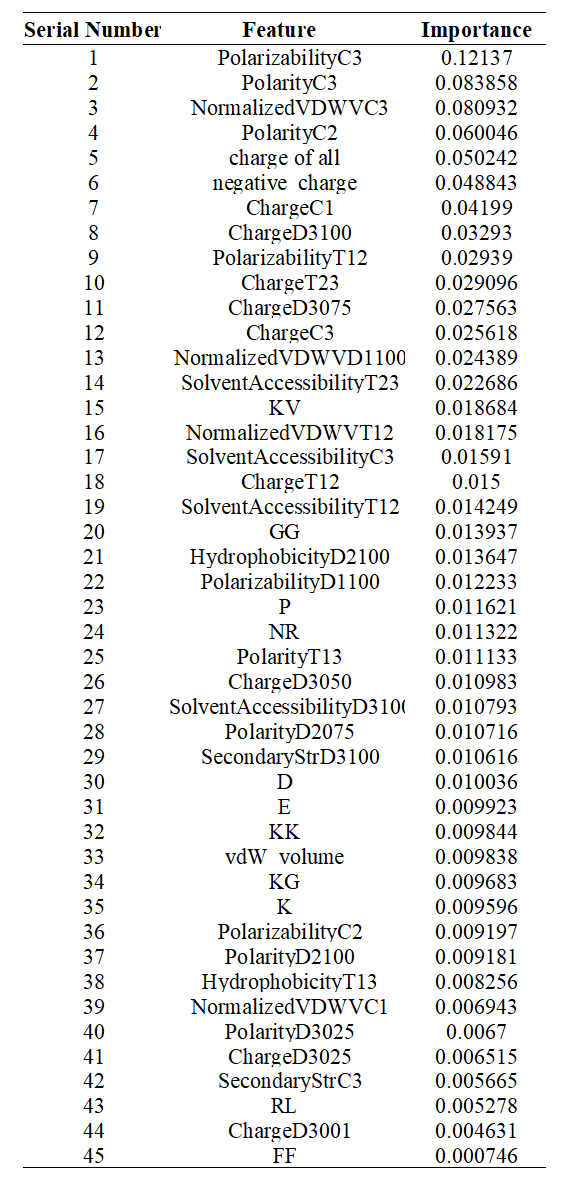 Serial Number Feature Importance
1 PolarizabilityC3 0.12137
2 PolarityC3 0.083858
3 NormalizedVDWVC3 0.080932
4 PolarityC2 0.060046
5 charge of all 0.050242
6 negative charge 0.048843
7 ChargeC1 0.04199
8 ChargeD3100 0.03293
9 PolarizabilityT12 0.02939
10 ChargeT23 0.029096
11 ChargeD3075 0.027563
12 ChargeC3 0.025618
13 NormalizedVDWVD1100 0.024389
14 SolventAccessibilityT23 0.022686
15 KV 0.018684
16 NormalizedVDWVT12 0.018175
17 SolventAccessibilityC3 0.01591
18 ChargeT12 0.015
19 SolventAccessibilityT12 0.014249
20 GG 0.013937
21 HydrophobicityD2100 0.013647
22 PolarizabilityD1100 0.012233
23 P 0.011621
24 NR 0.011322
25 PolarityT13 0.011133
26 ChargeD3050 0.010983
27 SolventAccessibilityD3100 0.010793
28 PolarityD2075 0.010716
29 SecondaryStrD3100 0.010616
30 D 0.010036
31 E 0.009923
32 KK 0.009844
33 vdW volume 0.009838
34 KG 0.009683
35 K 0.009596
36 PolarizabilityC2 0.009197
37 PolarityD2100 0.009181
38 HydrophobicityT13 0.008256
39 NormalizedVDWVC1 0.006943
40 PolarityD3025 0.0067
41 ChargeD3025 0.006515
42 SecondaryStrC3 0.005665
43 RL 0.005278
44 ChargeD3001 0.004631
45 FF 0.000746